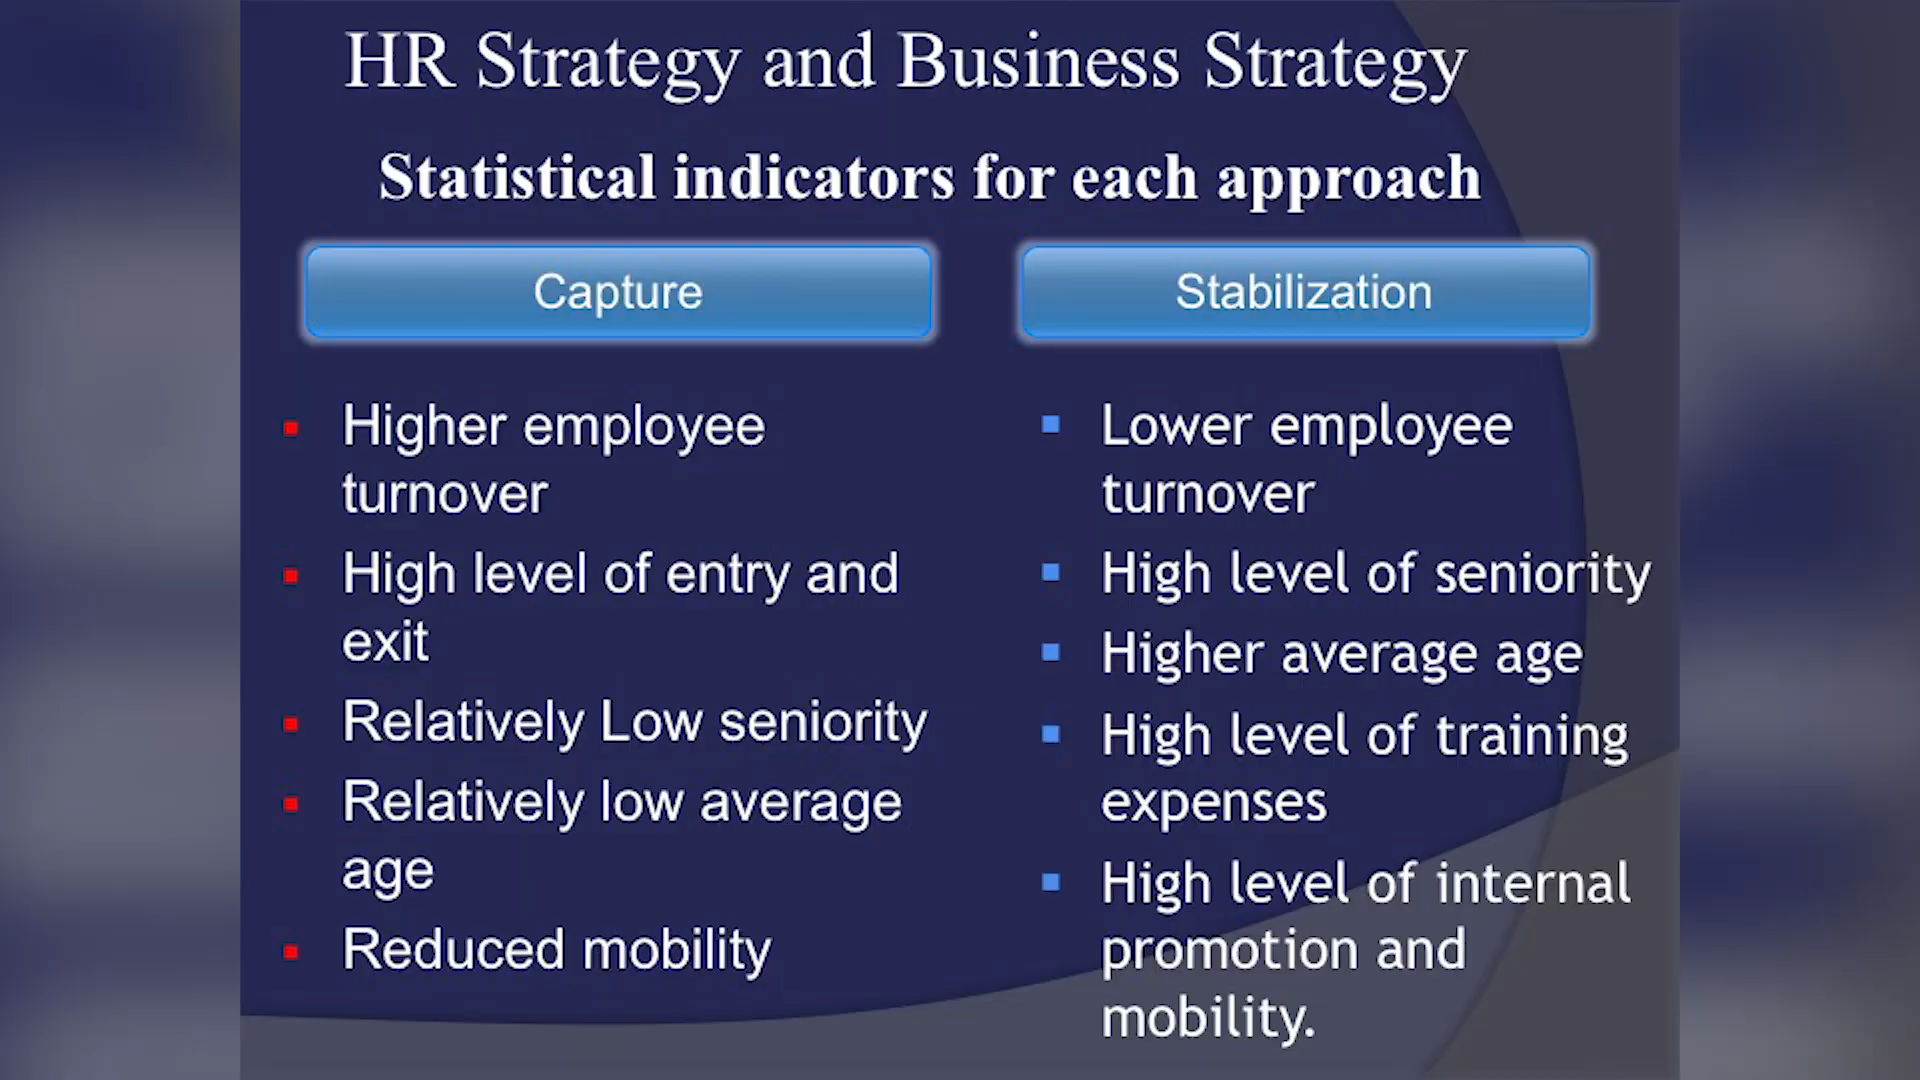 HR Strategy and Business Strategy
Statistical indicators for each approach
Capture
Higher employee
turnover
High level of entry and
exit
Relatively Low seniority
Relatively low average
age
Reduced mobility
Stabilization
Lower employee
turnover
High level of seniority
Higher average age
High level of training
expenses
High level of internal
promotion and
mobility.